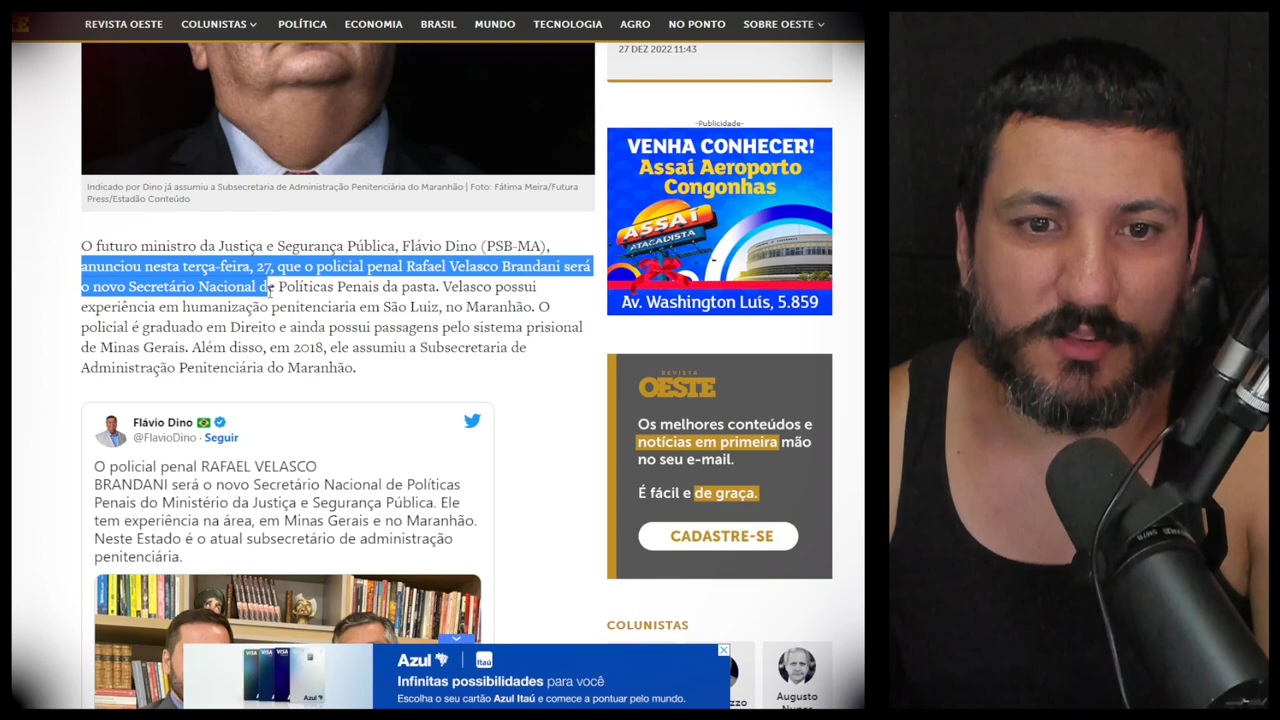 REVISTA OESTE COLUNISTAS POLÍTICA ECONOMIA BRASIL MUNDO TECNOLOGIA AGRO NO PONTO SOBRE OESTE
27 DEZ 2022 11:43
Indicado por Dino já assumiu a Subsecretaria de Administração Penitenciária do Maranhão | Foto: Fátima Meira/Futura
Press/Estadão Conteúdo
O futuro ministro da Justiça e Segurança Pública, Flávio Dino (PSB-MA),
anunciou nesta terça-feira, 27, que o policial penal Rafael Velasco Brandani será
o novo Secretário Nacional de Políticas Penais da pasta. Velasco possui
experiência em humanização penitenciaria em São Luiz, no Maranhão. O
policial é graduado em Direito e ainda possui passagens pelo sistema prisional
de Minas Gerais. Além disso, em 2018, ele assumiu a Subsecretaria de
Administração Penitenciária do Maranhão.
Flávio Dino
@FlavioDino · Seguir
O policial penal RAFAEL VELASCO
BRANDANI será o novo Secretário Nacional de Políticas
Penais do Ministério da Justiça e Segurança Pública. Ele
tem experiência na área, em Minas Gerais e no Maranhão.
Neste Estado é o atual subsecretário de administração
penitenciária.
-Publicidade-
VENHA CONHECER!
Assaí Aeroporto
Congonhas
ASSAÍ
ATACADISTA
Av. Washington Luís, 5.859
REVISTA
OESTE
Os melhores conteúdos e
notícias em primeira mão
no seu e-mail.
É fácil e de graça.
CADASTRE-SE
COLUNISTAS
Augusto
VISA VISA VISA
Azul
Azul | Itaú
Infinitas possibilidades para você
Escolha o seu cartão Azul Itaú e comece a pontuar pelo mundo.